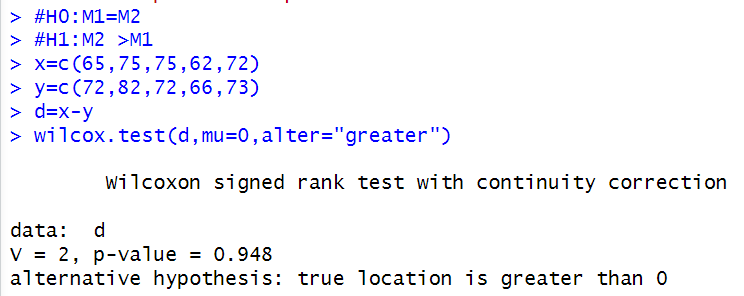 > #H0:M1=M2
> #H1:M2 >M1
> x=c(65,75,75,62,72)
> y=c(72,82,72,66,73)
> d=x-y
> wilcox.test(d,mu=0,alter="greater")
Wilcoxon signed rank test with continuity correction
data:  d
V = 2, p-value = 0.948
alternative hypothesis: true location is greater than 0